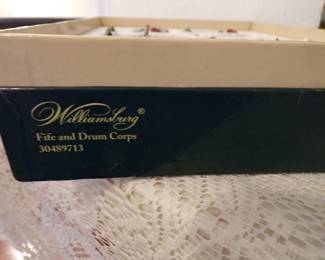 Williamsburg®
Fife and Drum Corps
30489713